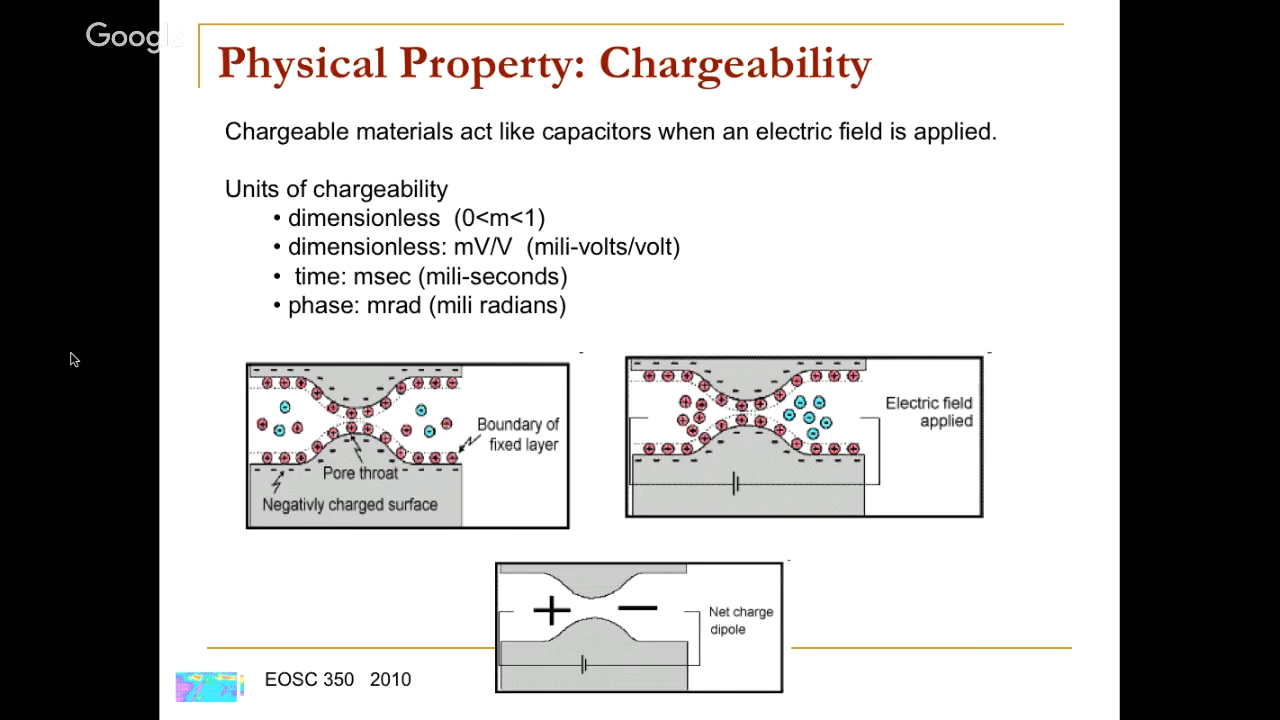 Google
Physical Property: Chargeability
Chargeable materials act like capacitors when an electric field is applied.
Units of chargeability
• dimensionless (0<m<1)
• dimensionless: mV/V (mili-volts/volt)
• time: msec (mili-seconds)
• phase: mrad (mili radians)
Boundary of
fixed layer
Pore throat
Negativly charged surface
Electric field
applied
+ −
Net charge
dipole
EOSC 350 2010